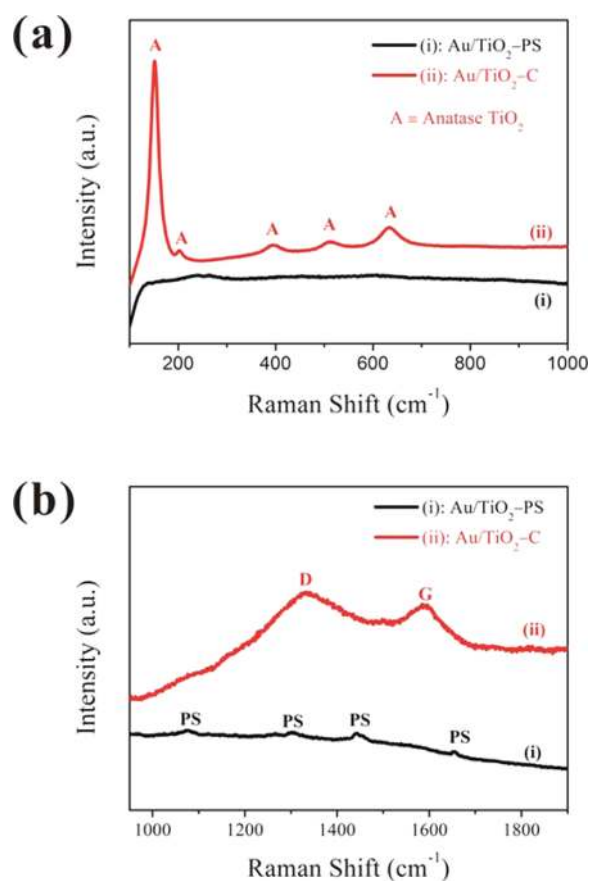 (a)
A
(i): Au/TiO₂–PS
(ii): Au/TiO₂–C
A = Anatase TiO₂
A
A
A
A
(ii)
(i)
Intensity (a.u.)
200 400 600 800 1000
Raman Shift (cm⁻¹)
(b)
(i): Au/TiO₂–PS
(ii): Au/TiO₂–C
D
G
(ii)
PS PS PS PS
(i)
Intensity (a.u.)
1000 1200 1400 1600 1800
Raman Shift (cm⁻¹)